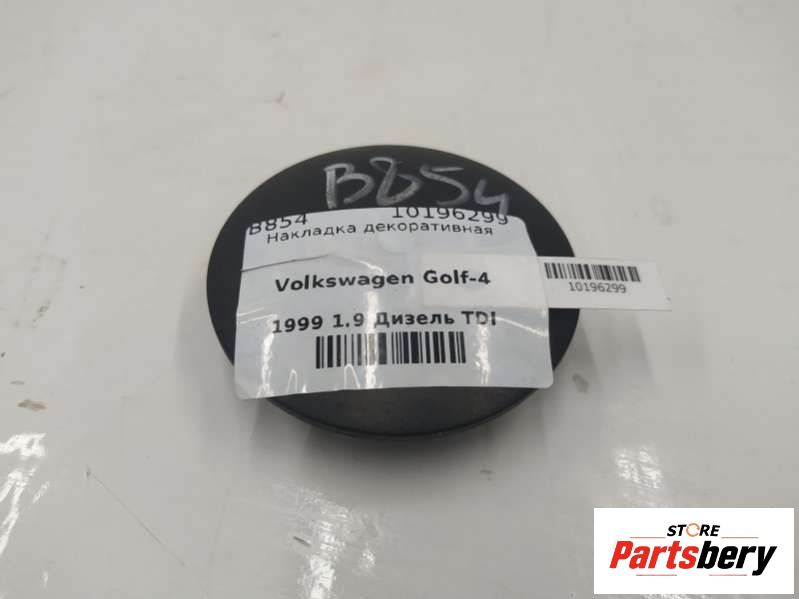 B854
B854 10196299
Накладка декоративная
Volkswagen Golf-4
10196299
1999 1.9 Дизель TDI
STORE
Partsbery